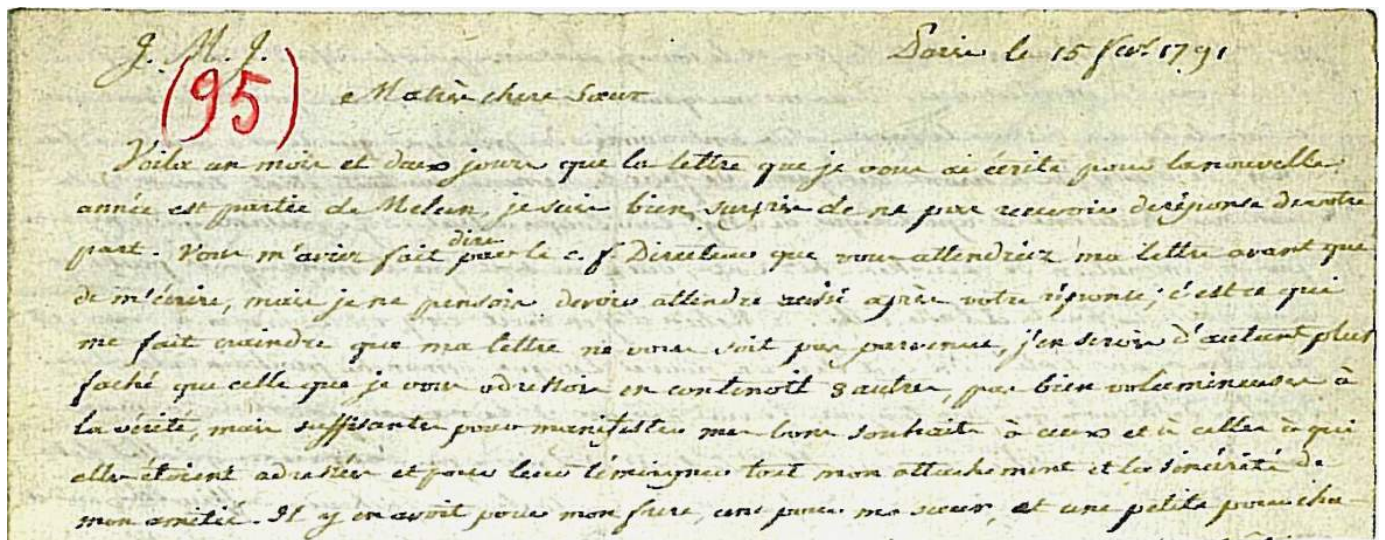 J. M. J. Paris le 15 fevr 1791
(95)
Ma très chere Sœur
Voila un mois et deux jours que la lettre que je vous ai écrite pour la nouvelle
année est partie de Melun, je suis bien surpris de ne pas recevoir de réponse de votre
part. Vous m'aviez fait dire par le c. f. Directeur que vous attendriez ma lettre avant que
de m'écrire, mais je ne pensois devoir attendre aussi après votre réponse; c'est ce qui
me fait craindre que ma lettre ne vous soit pas parvenue, j'en serois d'autant plus
faché que celle que je vous adressois en contenoit 8 autres, pas bien volumineuses à
la vérité, mais suffisantes pour manifester mes bons souhaits à ceux et à celles à qui
elles étoient adressées et pour leur témoigner tout mon attachement et la sincérité de
mon amitié. Il y en avoit pour mon frere, une pour ma sœur, et une petite pour cha-